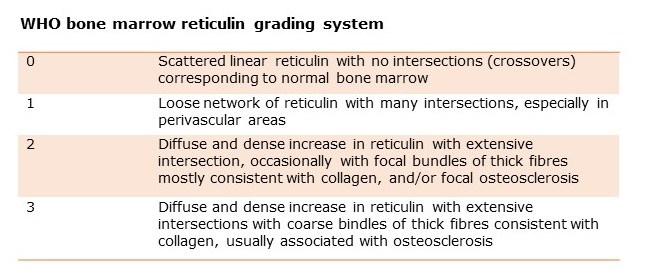 WHO bone marrow reticulin grading system
0 Scattered linear reticulin with no intersections (crossovers)
corresponding to normal bone marrow
1 Loose network of reticulin with many intersections, especially in
perivascular areas
2 Diffuse and dense increase in reticulin with extensive
intersection, occasionally with focal bundles of thick fibres
mostly consistent with collagen, and/or focal osteosclerosis
3 Diffuse and dense increase in reticulin with extensive
intersections with coarse bindles of thick fibres consistent with
collagen, usually associated with osteosclerosis